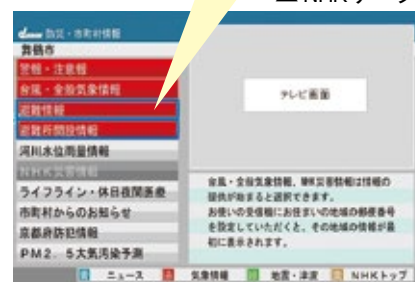 NHKデータ
d 防災・市町村情報
舞鶴市
警報・注意報
台風・全般気象情報
避難情報
避難所開設情報
河川水位雨量情報
NHK災害情報
ライフライン・休日夜間医療
市町村からのお知らせ
京都府防犯情報
PM2.5大気汚染予測
テレビ画面
台風・全般気象情報、NHK災害情報は情報の
提供が始まると選択できます。
お使いの受信機にお住まいの地域の郵便番号
を設定していただくと、その地域の情報が最
初に表示されます。
ニュース 気象情報 地震・津波 NHKトップ